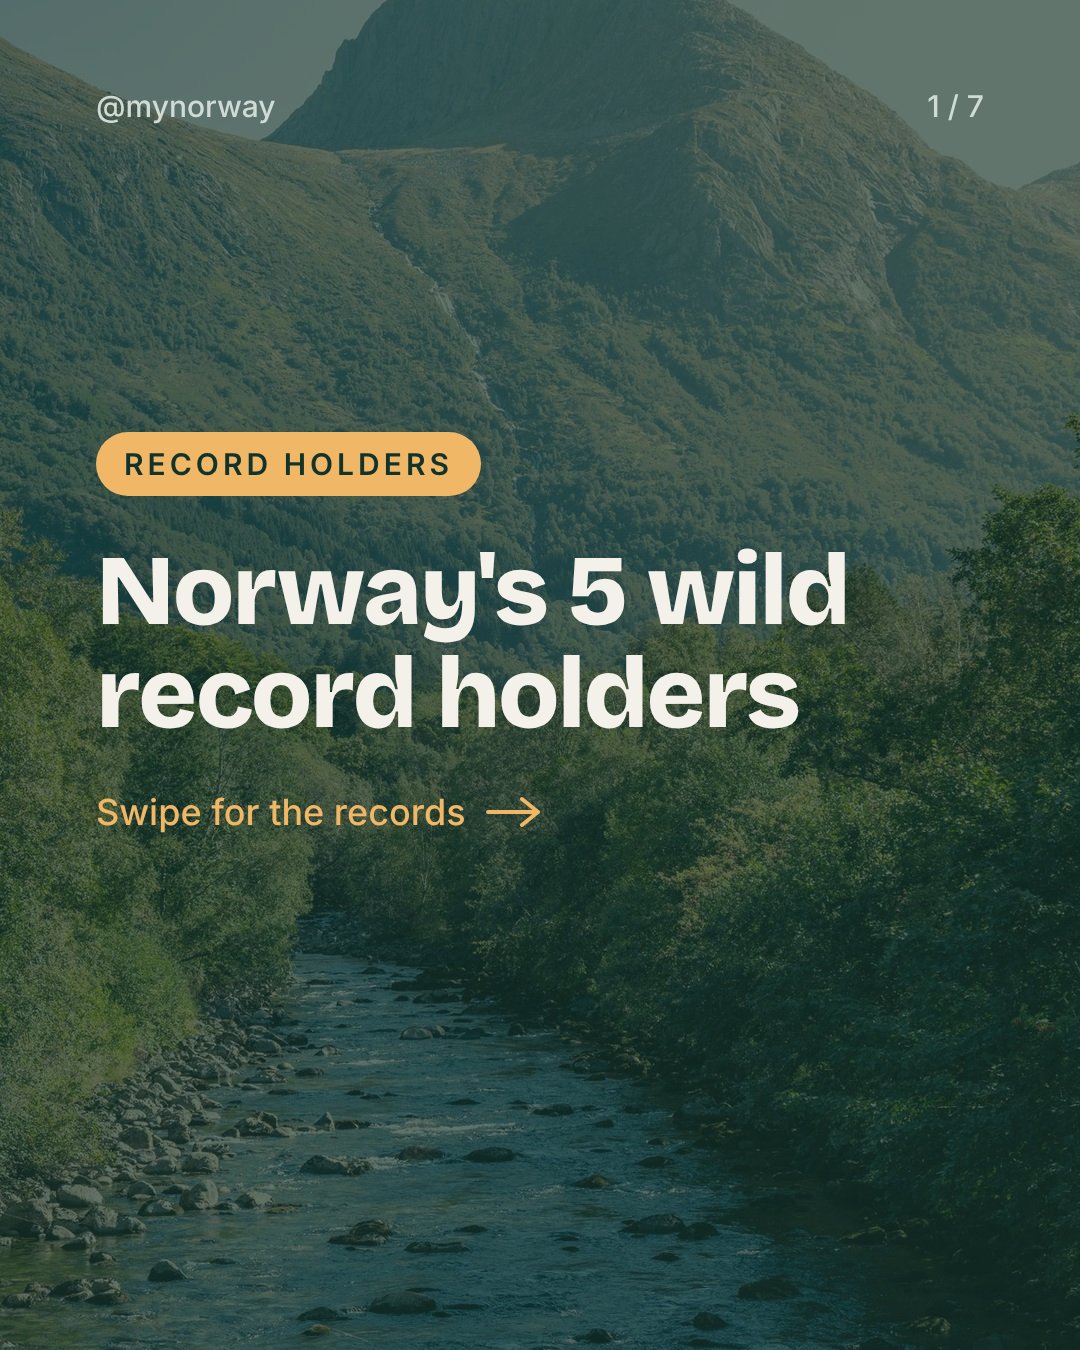 @mynorway
1 / 7
RECORD HOLDERS
Norway's 5 wild
record holders
Swipe for the records →